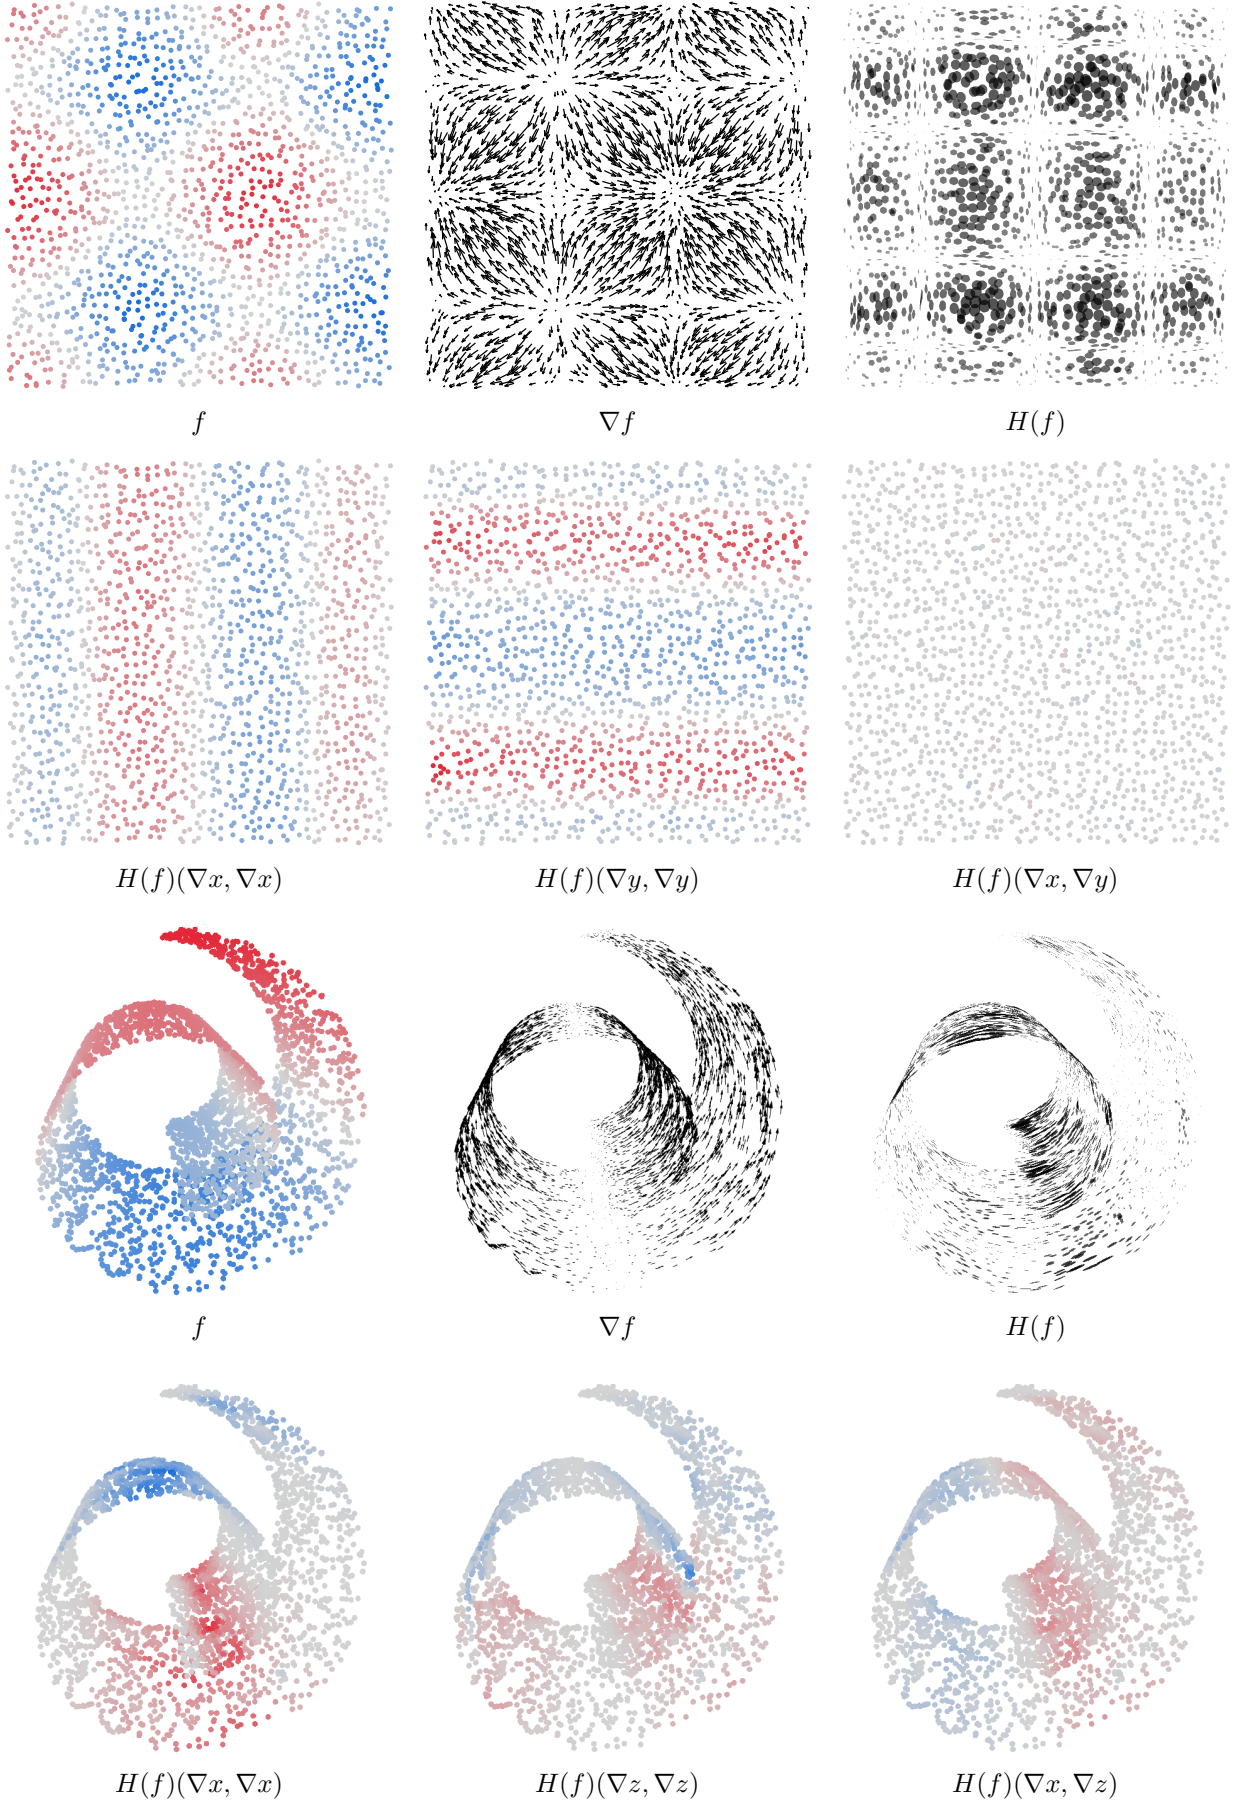 f ∇f H(f)
H(f)(∇x, ∇x) H(f)(∇y, ∇y) H(f)(∇x, ∇y)
f ∇f H(f)
H(f)(∇x, ∇x) H(f)(∇z, ∇z) H(f)(∇x, ∇z)